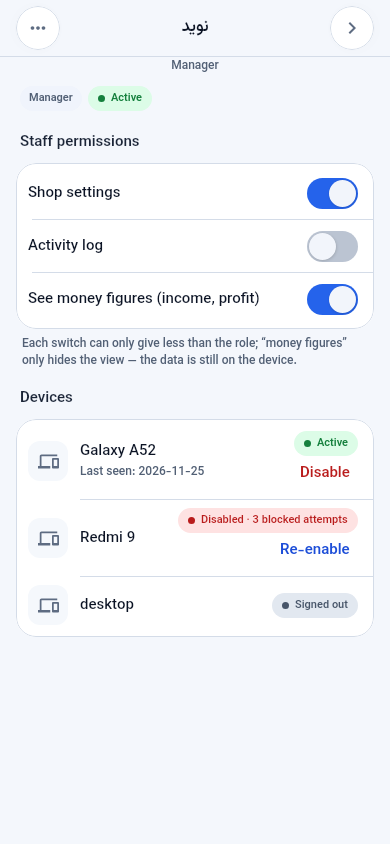 نوید
Manager
Manager
Active
Staff permissions
Shop settings
Activity log
See money figures (income, profit)
Each switch can only give less than the role; “money figures”
only hides the view — the data is still on the device.
Devices
Galaxy A52
Active
Last seen: 2026-11-25
Disable
Disabled · 3 blocked attempts
Redmi 9
Re-enable
desktop
Signed out